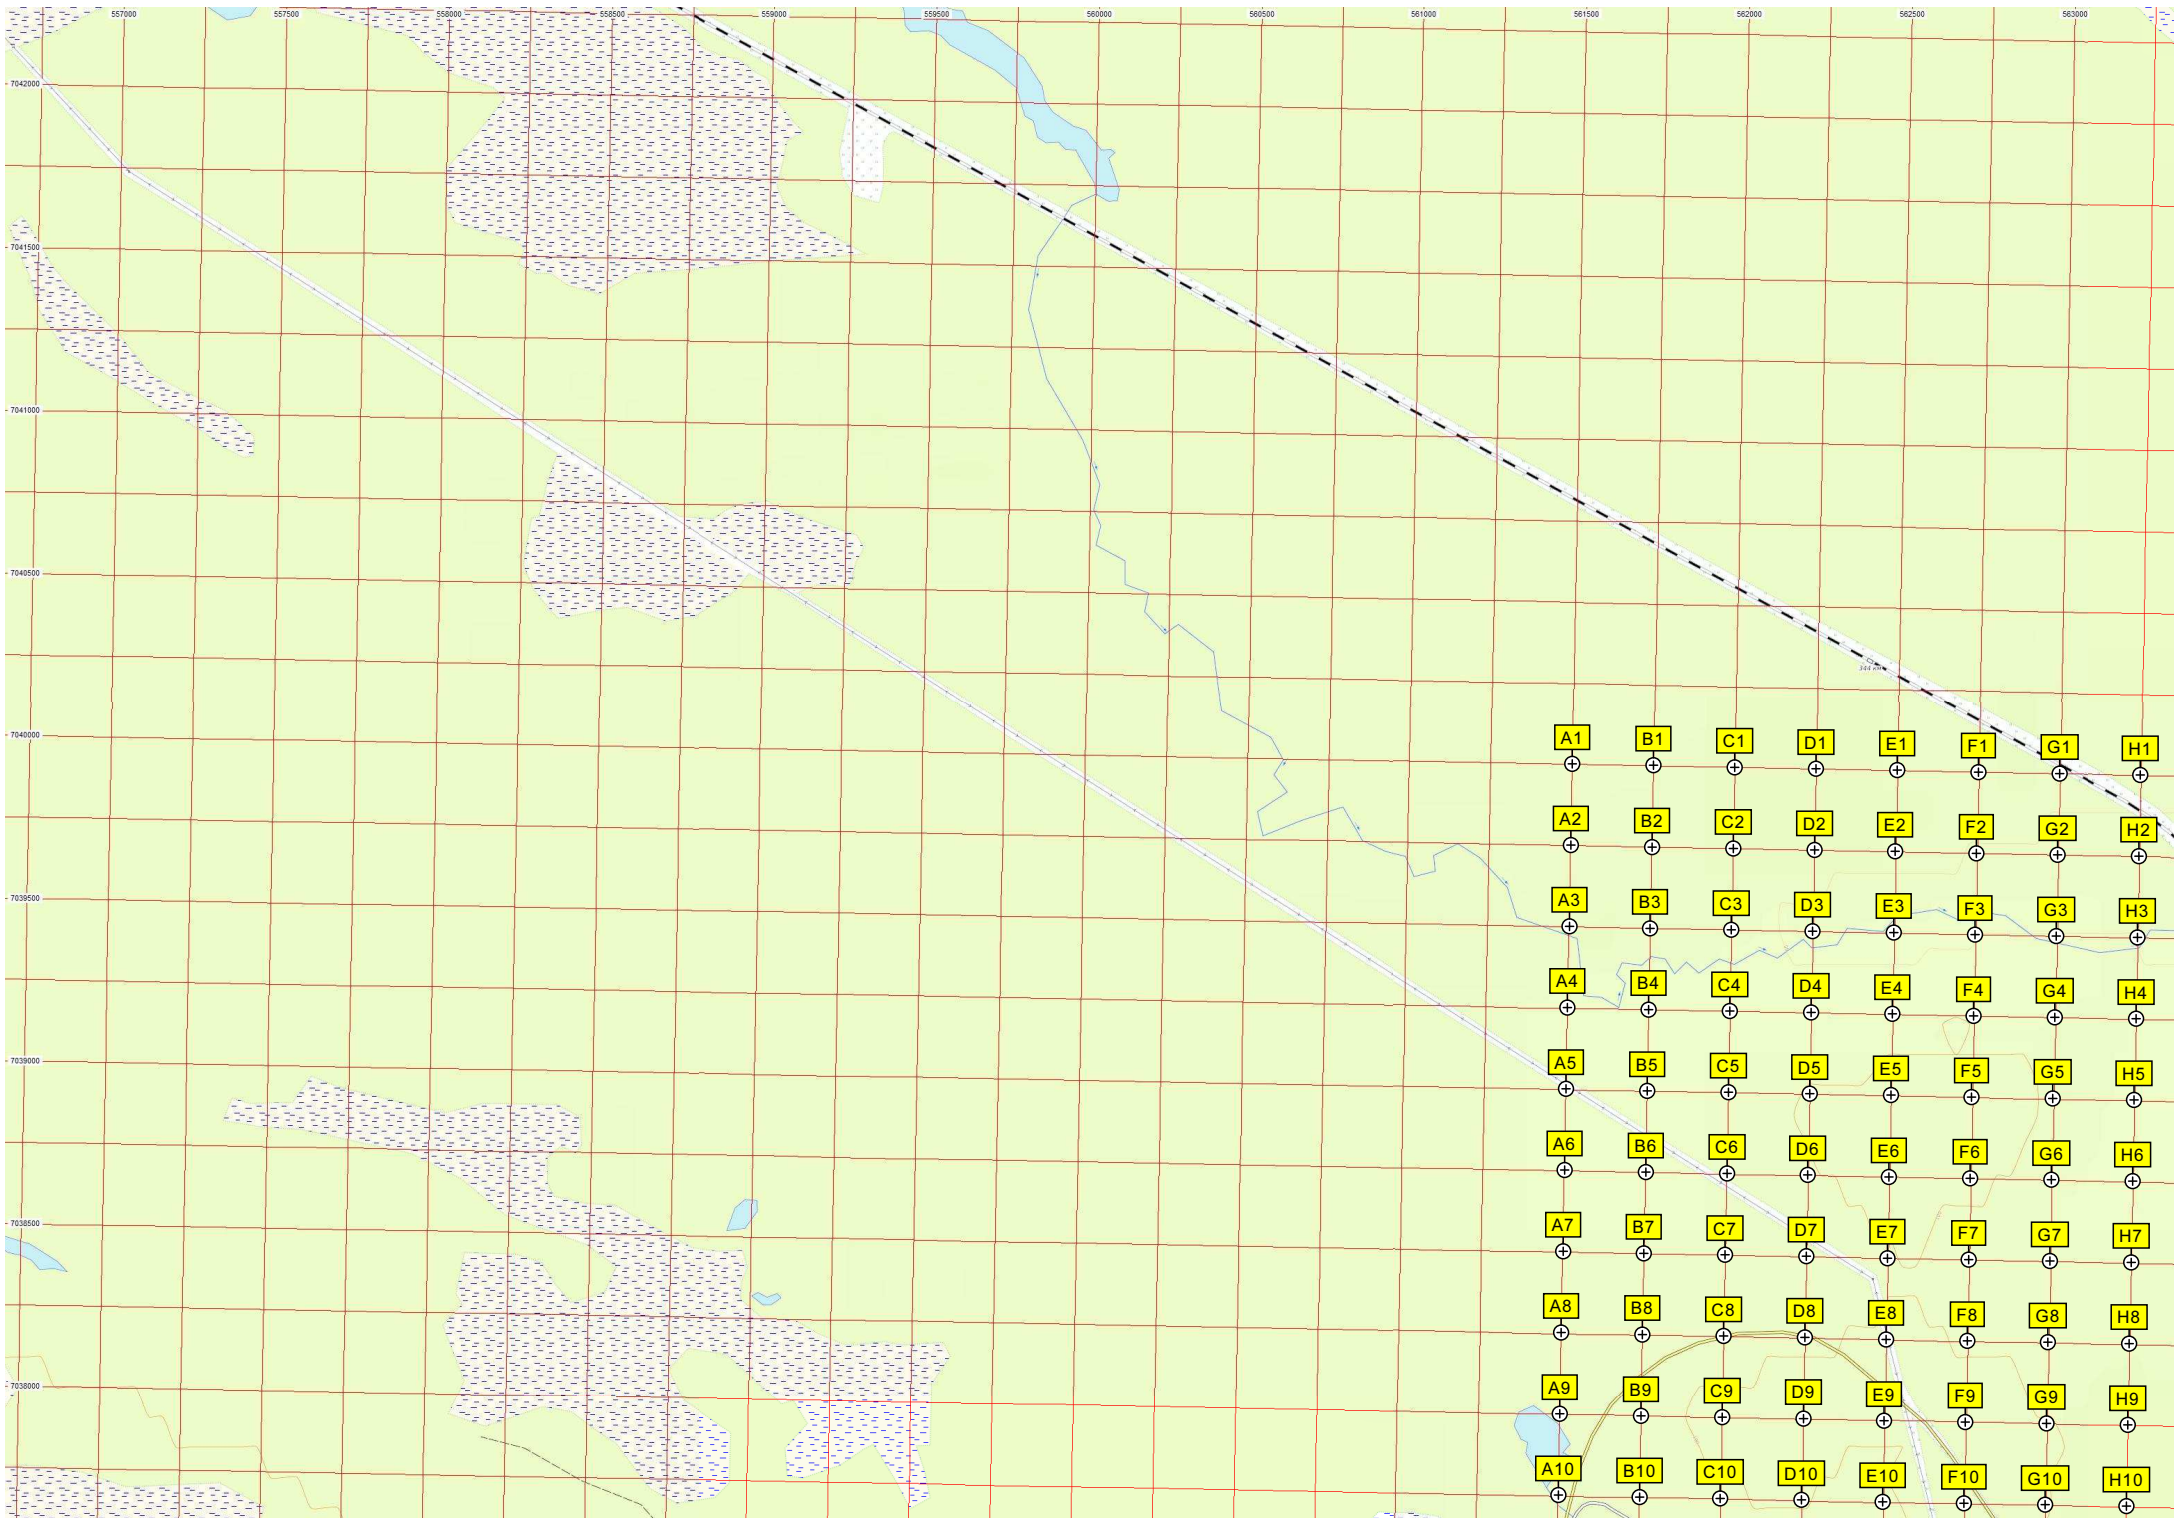 557000 557500 558000 558500 559000 559500 560000 560500 561000 561500 562000 562500 563000
7042000
7041500
7041000
7040500
344 км
7040000
A1 B1 C1 D1 E1 F1 G1 H1
A2 B2 C2 D2 E2 F2 G2 H2
7039500
A3 B3 C3 D3 E3 F3 G3 H3
A4 B4 C4 D4 E4 F4 G4 H4
7039000
A5 B5 C5 D5 E5 F5 G5 H5
A6 B6 C6 D6 E6 F6 G6 H6
7038500
A7 B7 C7 D7 E7 F7 G7 H7
A8 B8 C8 D8 E8 F8 G8 H8
7038000
A9 B9 C9 D9 E9 F9 G9 H9
A10 B10 C10 D10 E10 F10 G10 H10